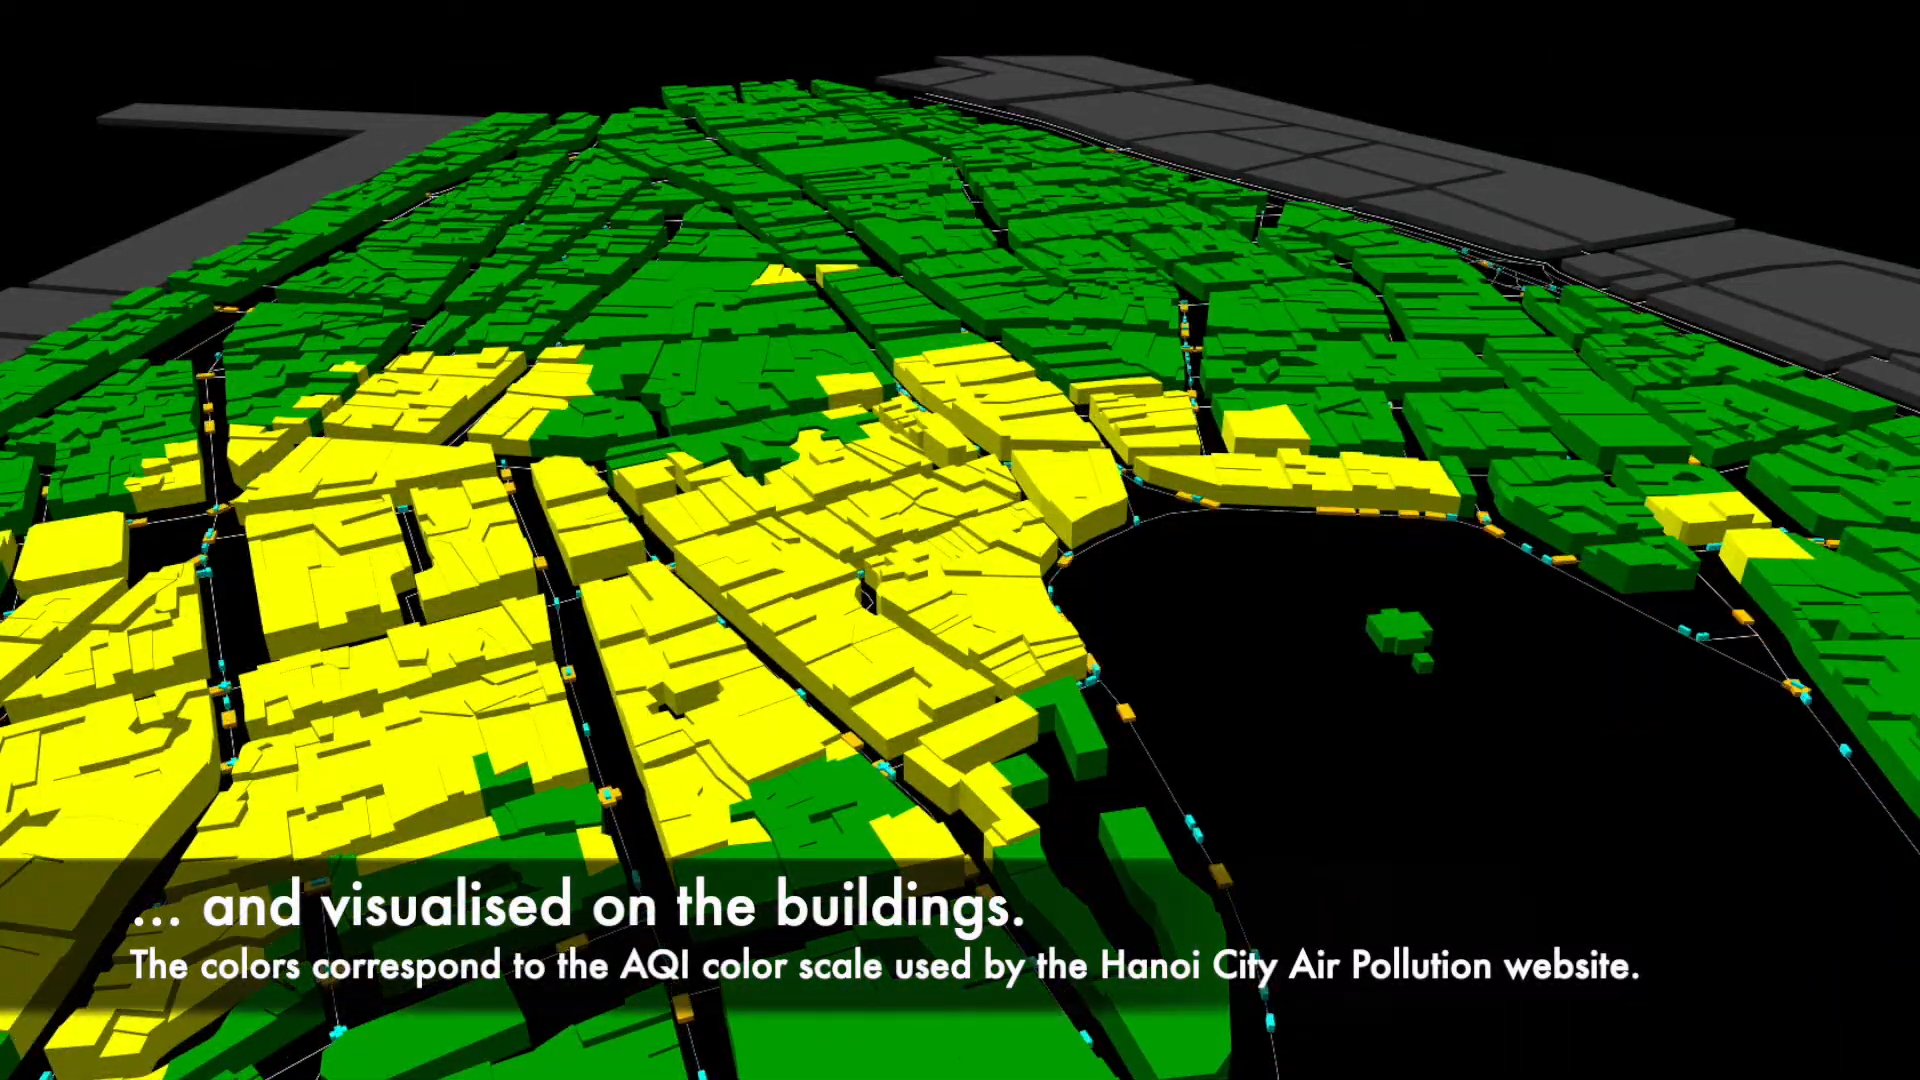 ... and visualised on the buildings.
The colors correspond to the AQI color scale used by the Hanoi City Air Pollution website.